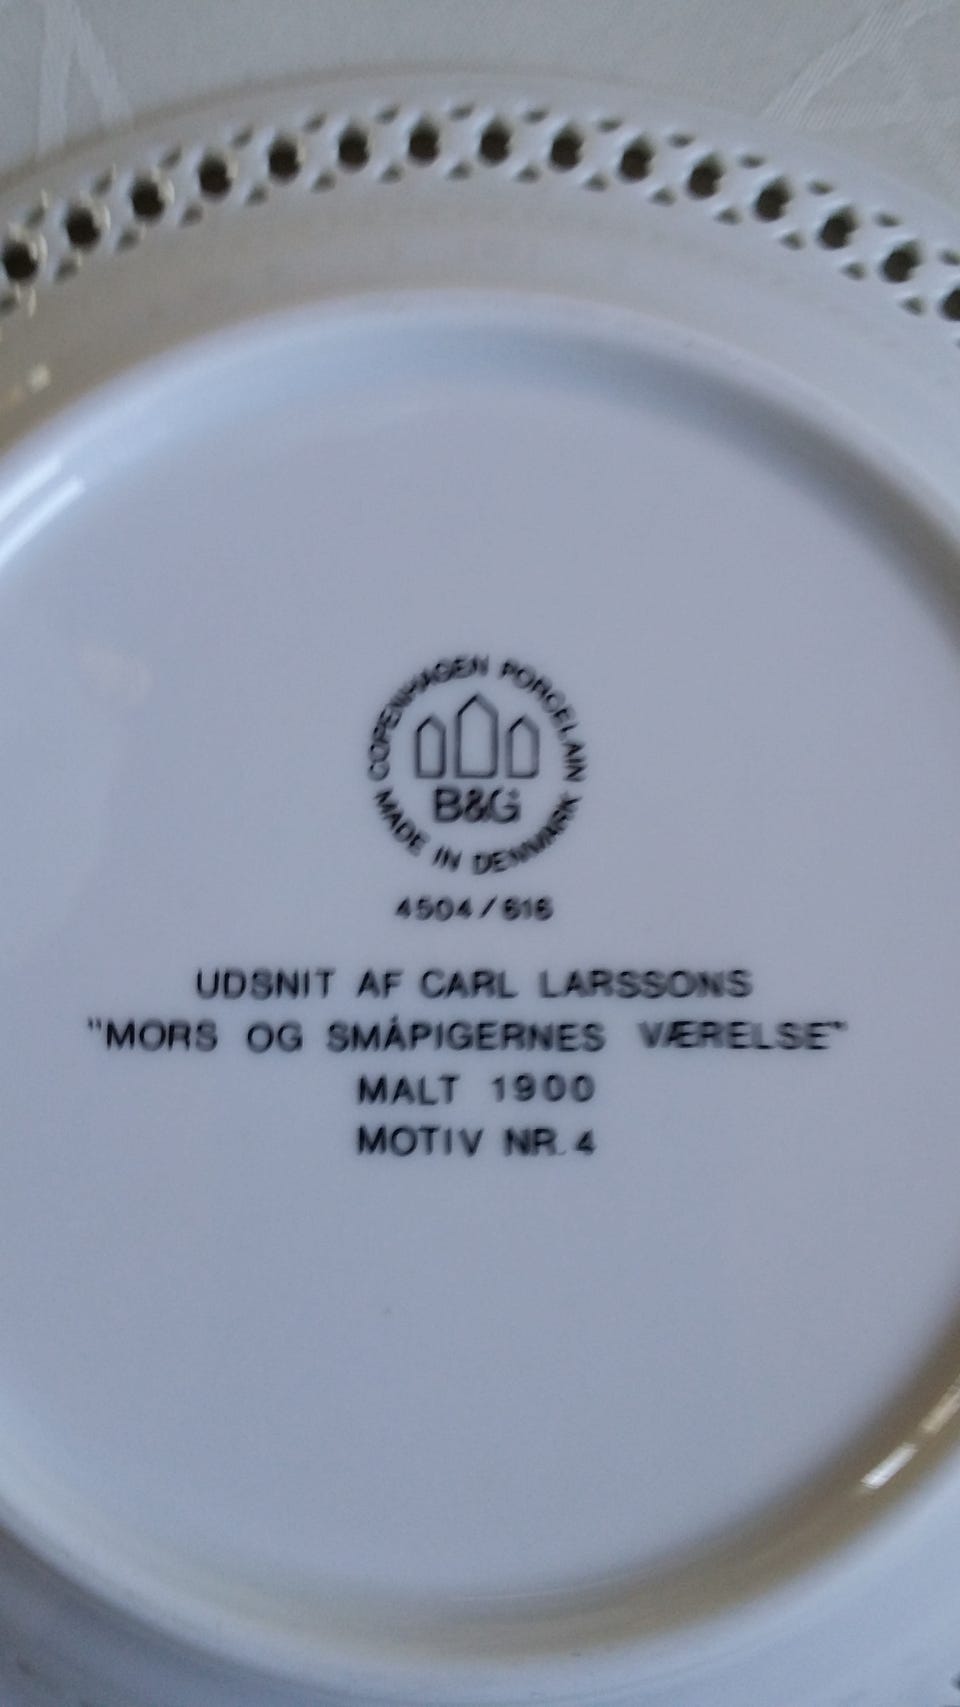 COPENHAGEN PORCELAIN
B&G
MADE IN DENMARK
4504/616
UDSNIT AF CARL LARSSONS
"MORS OG SMÅPIGERNES VÆRELSE"
MALT 1900
MOTIV NR. 4